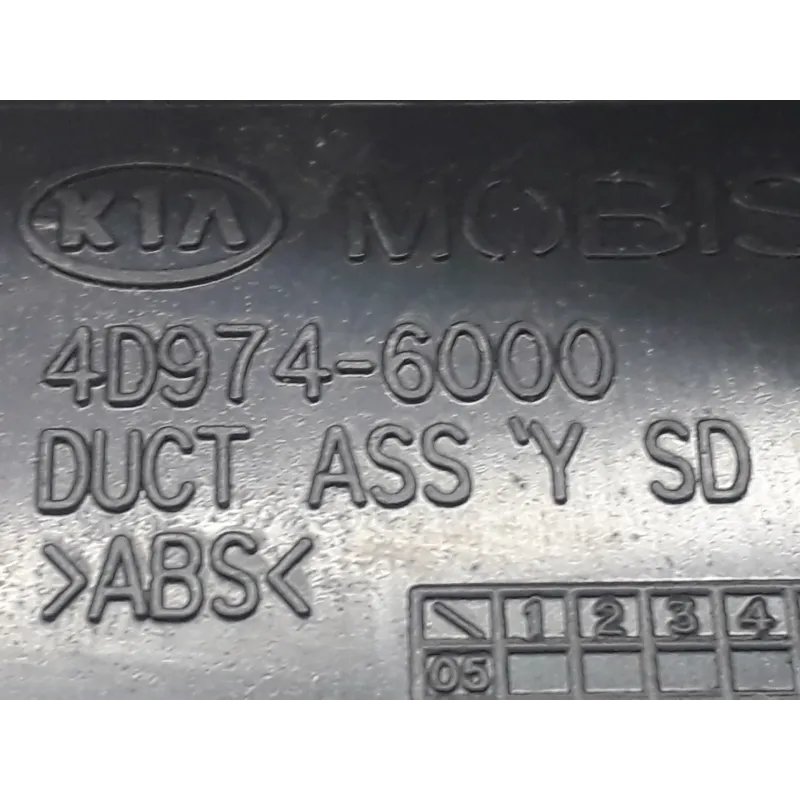 KIA MOBIS
4D974-6000
DUCT ASS'Y SD
>ABS<
1 2 3 4
05